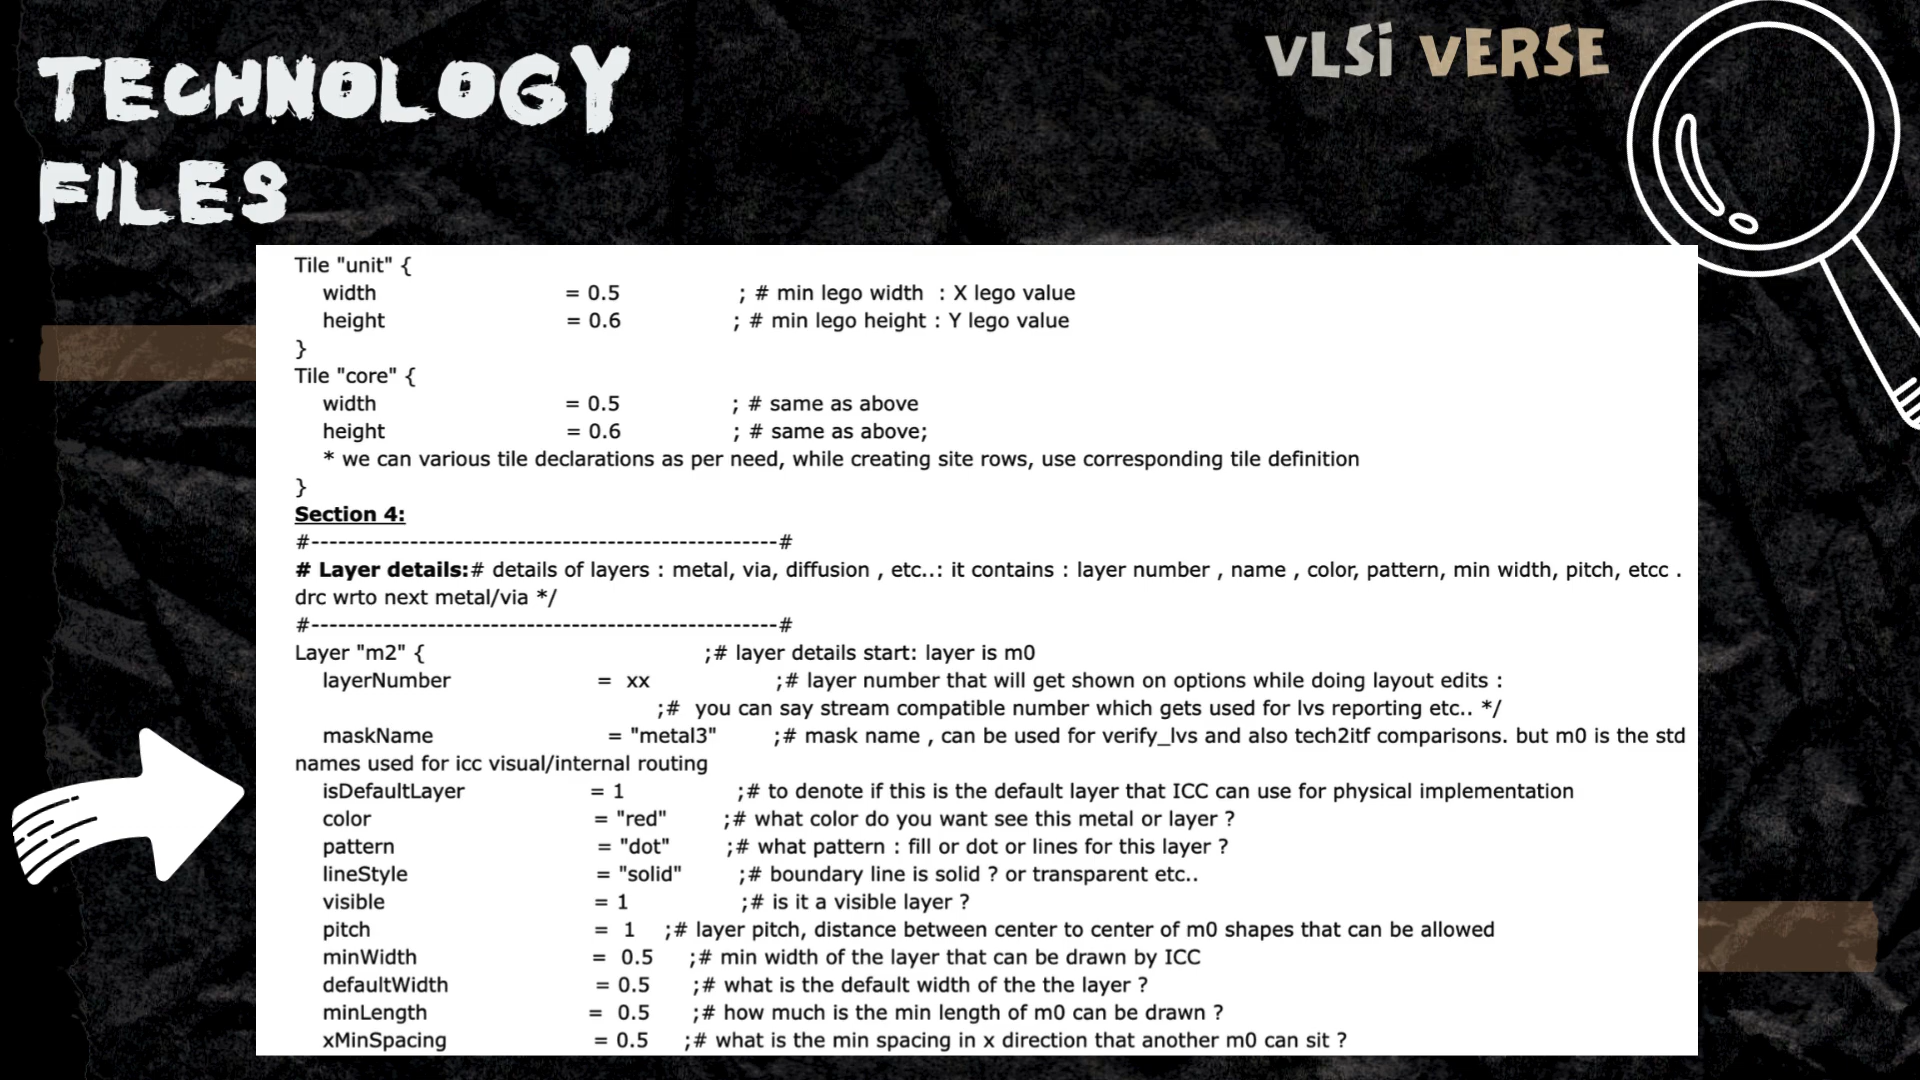 TECHNOLOGY
FILES
VLSi VERSE
Tile "unit" {
width = 0.5 ; # min lego width : X lego value
height = 0.6 ; # min lego height : Y lego value
}
Tile "core" {
width = 0.5 ; # same as above
height = 0.6 ; # same as above;
* we can various tile declarations as per need, while creating site rows, use corresponding tile definition
}
Section 4:
#----------------------------------------------------#
# Layer details:# details of layers : metal, via, diffusion , etc..: it contains : layer number , name , color, pattern, min width, pitch, etcc .
drc wrto next metal/via */
#----------------------------------------------------#
Layer "m2" { ;# layer details start: layer is m0
layerNumber = xx ;# layer number that will get shown on options while doing layout edits :
;# you can say stream compatible number which gets used for lvs reporting etc.. */
maskName = "metal3" ;# mask name , can be used for verify_lvs and also tech2itf comparisons. but m0 is the std
names used for icc visual/internal routing
isDefaultLayer = 1 ;# to denote if this is the default layer that ICC can use for physical implementation
color = "red" ;# what color do you want see this metal or layer ?
pattern = "dot" ;# what pattern : fill or dot or lines for this layer ?
lineStyle = "solid" ;# boundary line is solid ? or transparent etc..
visible = 1 ;# is it a visible layer ?
pitch = 1 ;# layer pitch, distance between center to center of m0 shapes that can be allowed
minWidth = 0.5 ;# min width of the layer that can be drawn by ICC
defaultWidth = 0.5 ;# what is the default width of the the layer ?
minLength = 0.5 ;# how much is the min length of m0 can be drawn ?
xMinSpacing = 0.5 ;# what is the min spacing in x direction that another m0 can sit ?